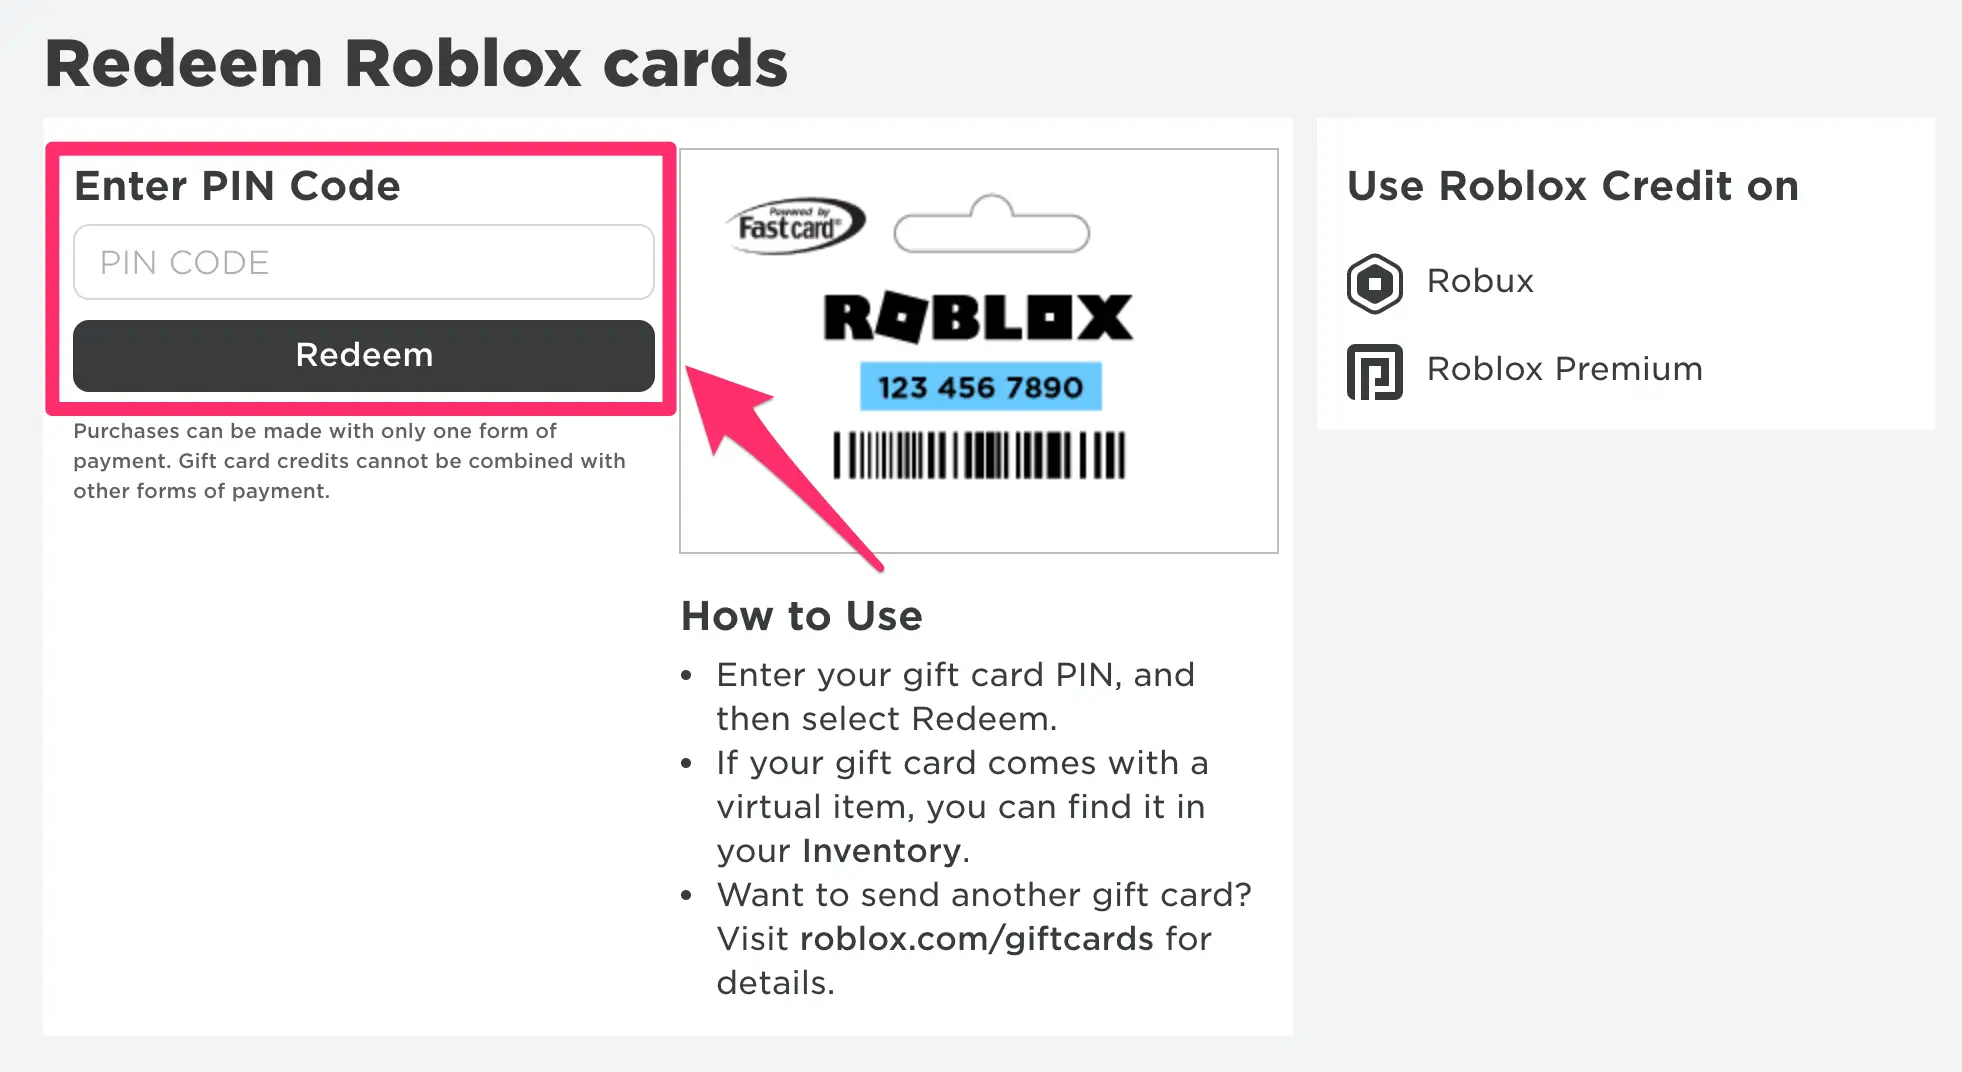 Redeem Roblox cards
Enter PIN Code
PIN CODE
Redeem
Purchases can be made with only one form of
payment. Gift card credits cannot be combined with
other forms of payment.
Powered by
Fastcard®
ROBLOX
123 456 7890
How to Use
• Enter your gift card PIN, and
then select Redeem.
• If your gift card comes with a
virtual item, you can find it in
your Inventory.
• Want to send another gift card?
Visit roblox.com/giftcards for
details.
Use Roblox Credit on
Robux
Roblox Premium